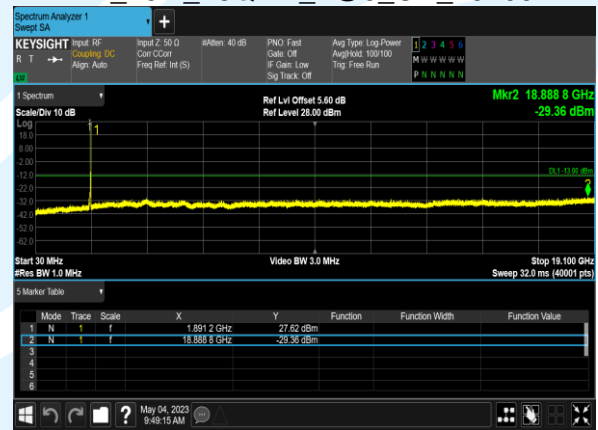 Spectrum Analyzer 1
Swept SA
KEYSIGHT Input: RF Input Z: 50 Ω #Atten: 40 dB PNO: Fast Avg Type: Log-Power 1 2 3 4 5 6
R T Coupling: DC Corr CCorr Gate: Off Avg|Hold: 100/100 M W W W W W
Align: Auto Freq Ref: Int (S) IF Gain: Low Trig: Free Run
Sig Track: Off P N N N N N
1 Spectrum Ref Lvl Offset 5.60 dB Mkr2 18.888 8 GHz
Scale/Div 10 dB Ref Level 28.00 dBm -29.36 dBm
Log
1
18.0
8.00
-2.00
-12.0 DL1 -13.00 dBm
-22.0 2
-32.0
-42.0
-52.0
-62.0
Start 30 MHz Video BW 3.0 MHz Stop 19.100 GHz
#Res BW 1.0 MHz Sweep 32.0 ms (40001 pts)
5 Marker Table
Mode Trace Scale X Y Function Function Width Function Value
1 N 1 f 1.891 2 GHz 27.62 dBm
2 N 1 f 18.888 8 GHz -29.36 dBm
3
4
5
6
? May 04, 2023
9:49:15 AM